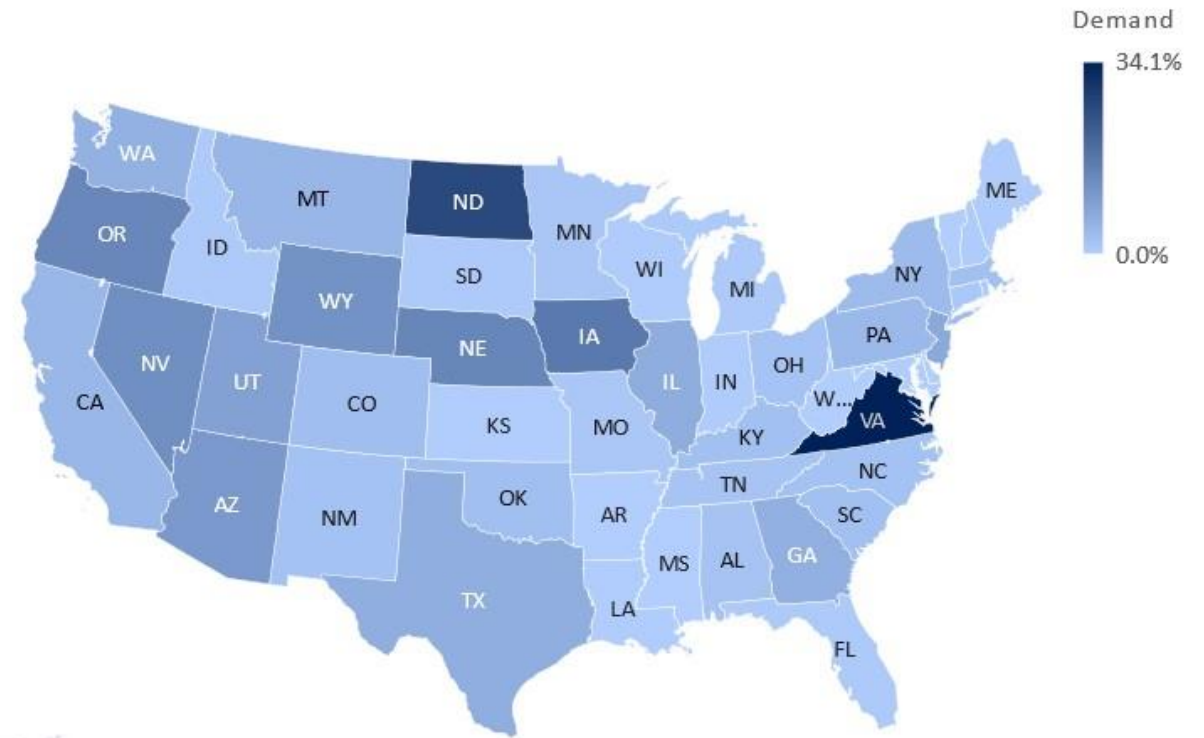 Demand
34.1%
0.0%
WA
MT
ND
MN
ME
OR
ID
SD
WI
MI
NY
WY
IA
PA
NE
NV
UT
IL
IN
OH
CA
CO
W...
VA
KS
MO
KY
TN
NC
AZ
NM
OK
AR
SC
MS
AL
GA
TX
LA
FL